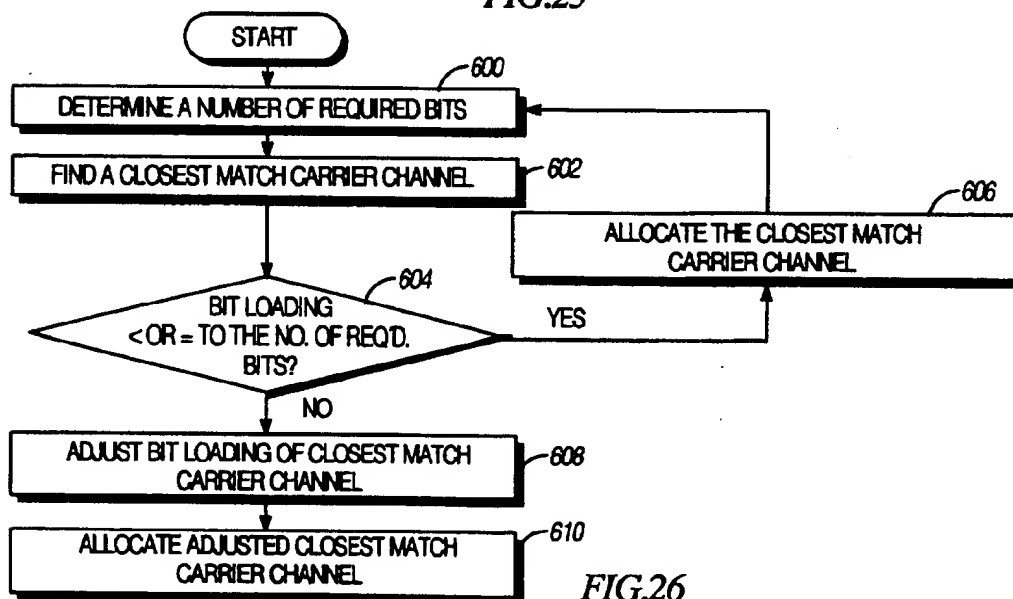 FIG.25
START
600
DETERMINE A NUMBER OF REQUIRED BITS
602
FIND A CLOSEST MATCH CARRIER CHANNEL
606
ALLOCATE THE CLOSEST MATCH
CARRIER CHANNEL
604
BIT LOADING
< OR = TO THE NO. OF REQ'D.
BITS?
YES
NO
ADJUST BIT LOADING OF CLOSEST MATCH
CARRIER CHANNEL
608
ALLOCATE ADJUSTED CLOSEST MATCH
CARRIER CHANNEL
610
FIG.26